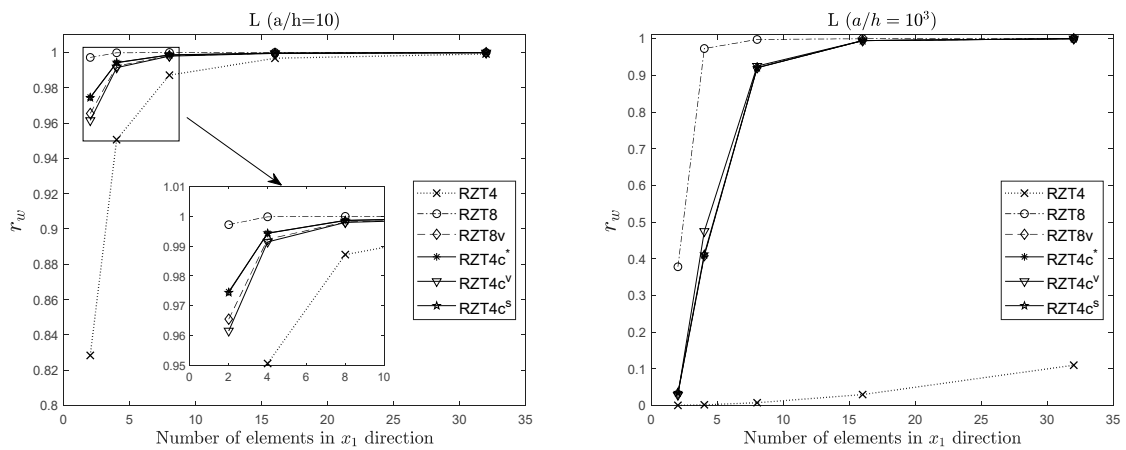 L (a/h=10)
r_w
1
0.98
0.96
0.94
0.92
0.9
0.88
0.86
0.84
0.82
0.8
0 5 10 15 20 25 30 35
Number of elements in x_1 direction
1.01
1
0.99
0.98
0.97
0.96
0.95
0 2 4 6 8 10
RZT4
RZT8
RZT8v
RZT4c^*
RZT4c^v
RZT4c^s
L (a/h = 10^3)
r_w
1
0.9
0.8
0.7
0.6
0.5
0.4
0.3
0.2
0.1
0
0 5 10 15 20 25 30 35
Number of elements in x_1 direction
RZT4
RZT8
RZT8v
RZT4c^*
RZT4c^v
RZT4c^s